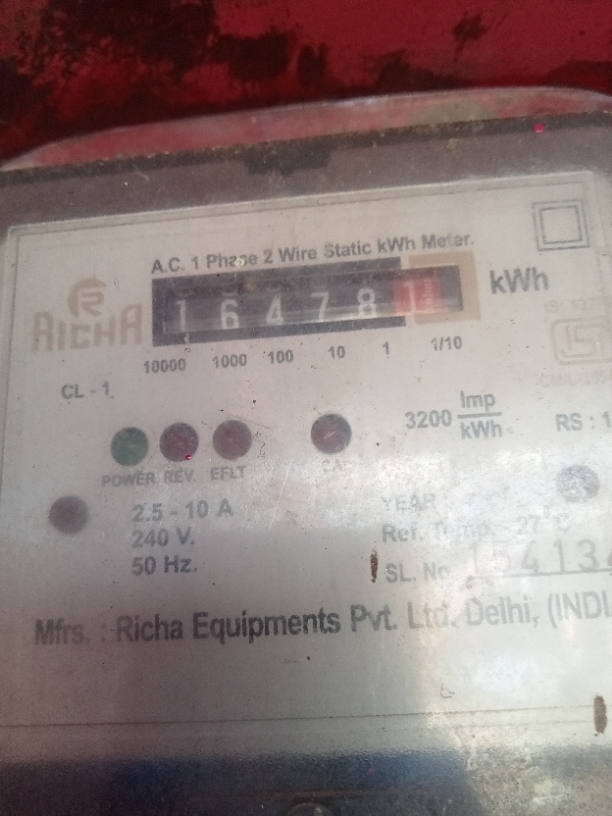 A.C. 1 Phase 2 Wire Static kWh Meter.
RICHA
1 6 4 7 8 1
kWh
10000 1000 100 10 1 1/10
CL - 1
3200 Imp/kWh
RS : 1
POWER REV. EFLT CAL
2.5 - 10 A
240 V.
50 Hz.
YEAR
Ref. Temp. 27°C
SL. No.
Mfrs. : Richa Equipments Pvt. Ltd. Delhi, (INDI